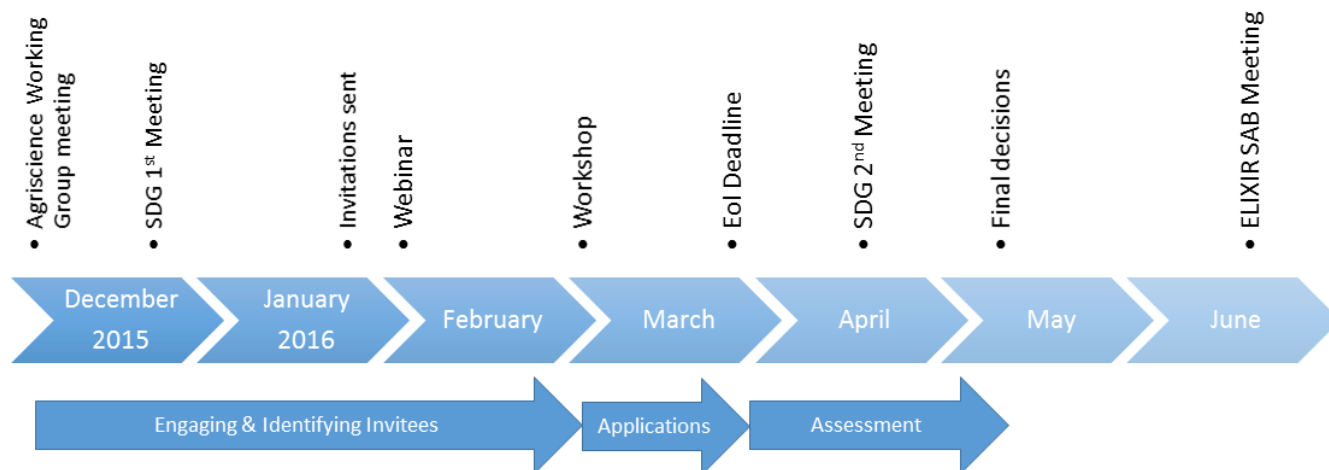 • Agriscience Working
Group meeting
• SDG 1st Meeting
• Invitations sent
• Webinar
• Workshop
• EoI Deadline
• SDG 2nd Meeting
• Final decisions
• ELIXIR SAB Meeting
December
2015
January
2016
February
March
April
May
June
Engaging & Identifying Invitees
Applications
Assessment